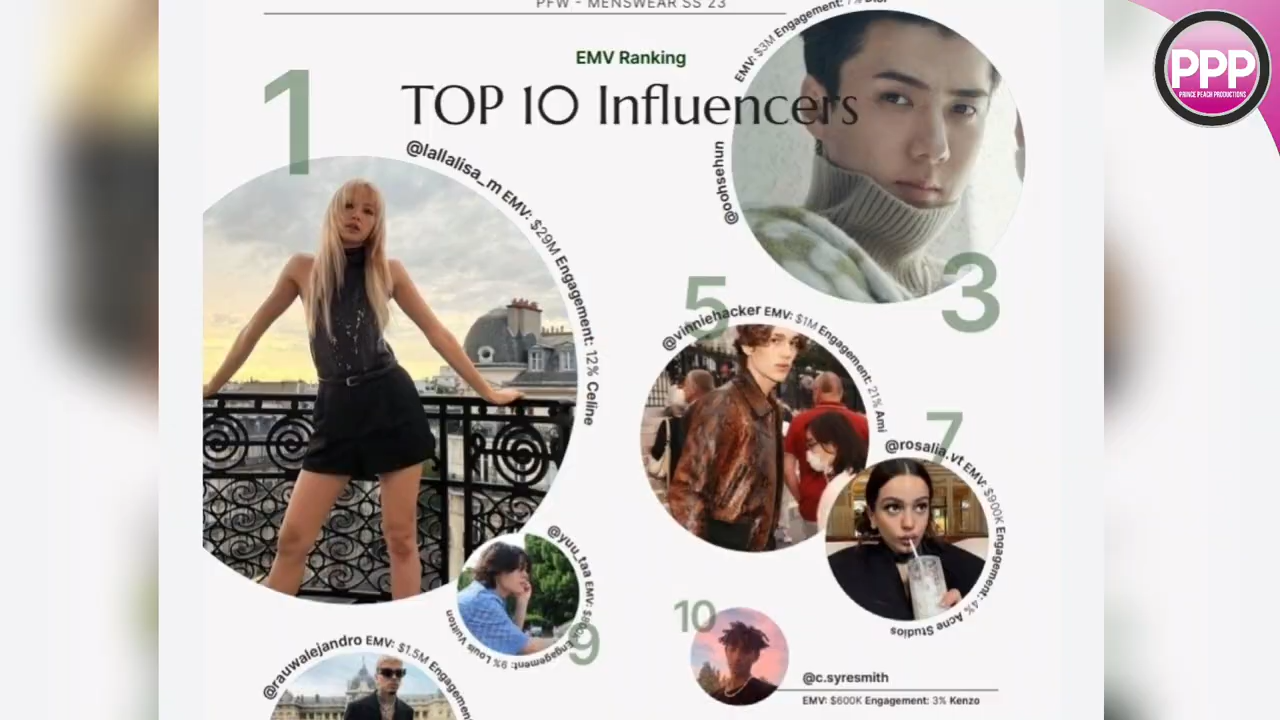 PFW - MENSWEAR SS 23
EMV Ranking
TOP 10 Influencers
1
@lallalisa_m EMV: $29M Engagement: 12% Celine
@oohsehun
EMV: $3M Engagement: 7% Dior
3
5
@vinniehacker EMV: $1M Engagement: 21% Ami
7
@rosalia.vt EMV: $900K Engagement: 4% Acne Studios
@yuu_taa EMV: Engagement: 9% Louis Vuitton
9
10
@c.syresmith
EMV: $600K Engagement: 3% Kenzo
@rauwalejandro EMV: $1.5M
PPP
PRINCE PEACH PRODUCTIONS